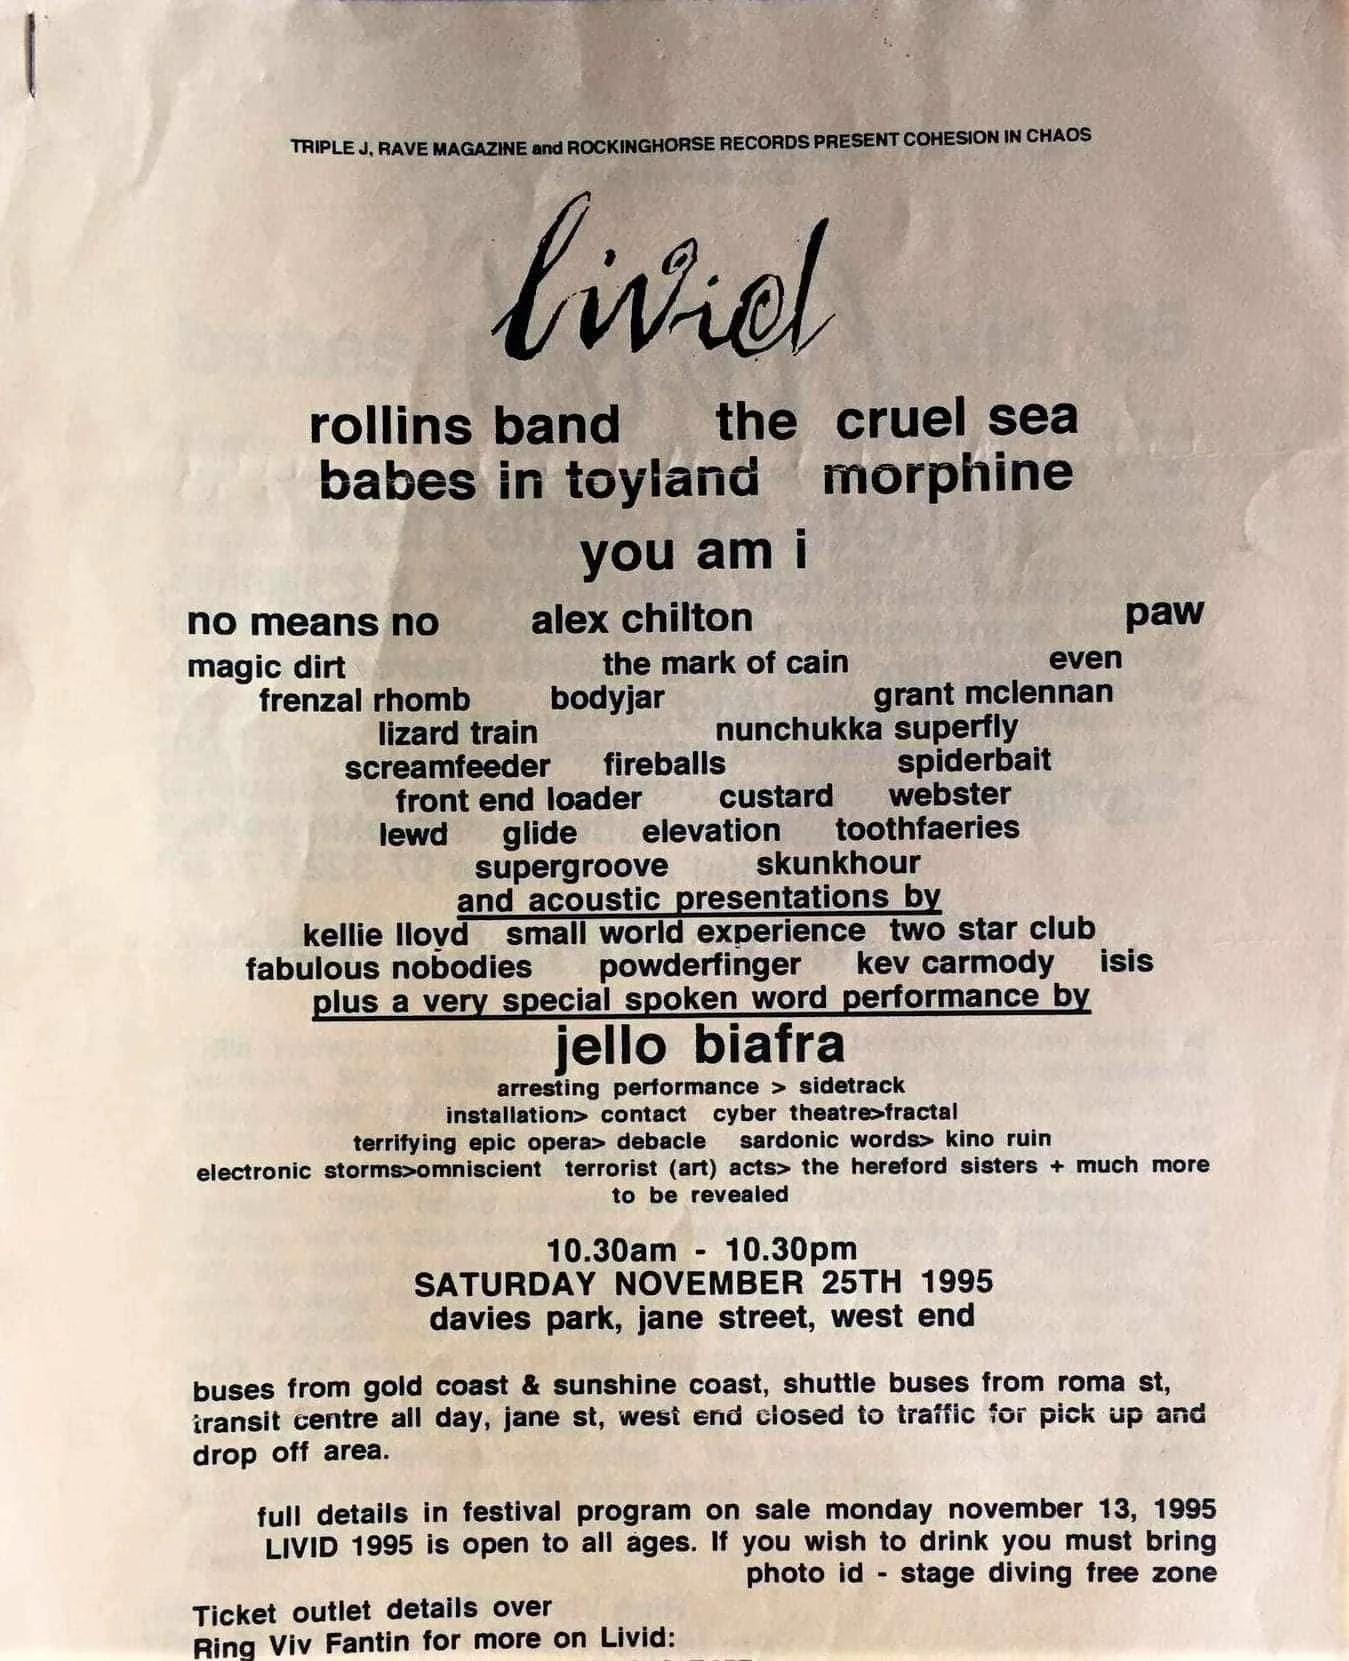 TRIPLE J, RAVE MAGAZINE and ROCKINGHORSE RECORDS PRESENT COHESION IN CHAOS
livid
rollins band the cruel sea
babes in toyland morphine
you am i
no means no alex chilton paw
magic dirt the mark of cain even
frenzal rhomb bodyjar grant mclennan
lizard train nunchukka superfly
screamfeeder fireballs spiderbait
front end loader custard webster
lewd glide elevation toothfaeries
supergroove skunkhour
and acoustic presentations by
kellie lloyd small world experience two star club
fabulous nobodies powderfinger kev carmody isis
plus a very special spoken word performance by
jello biafra
arresting performance > sidetrack
installation> contact cyber theatre>fractal
terrifying epic opera> debacle sardonic words> kino ruin
electronic storms>omniscient terrorist (art) acts> the hereford sisters + much more
to be revealed
10.30am - 10.30pm
SATURDAY NOVEMBER 25TH 1995
davies park, jane street, west end
buses from gold coast & sunshine coast, shuttle buses from roma st,
transit centre all day, jane st, west end closed to traffic for pick up and
drop off area.
full details in festival program on sale monday november 13, 1995
LIVID 1995 is open to all ages. If you wish to drink you must bring
photo id - stage diving free zone
Ticket outlet details over
Ring Viv Fantin for more on Livid: